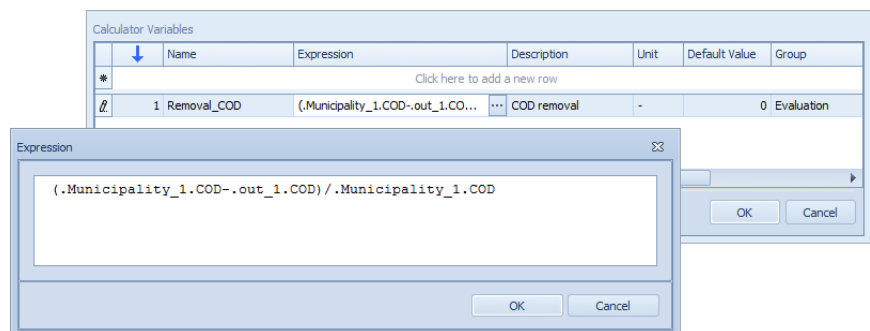 Calculator Variables
Name Expression Description Unit Default Value Group
Click here to add a new row
1 Removal_COD (.Municipality_1.COD-.out_1.CO... ... COD removal - 0 Evaluation
Expression
(.Municipality_1.COD-.out_1.COD)/.Municipality_1.COD
OK Cancel
OK Cancel